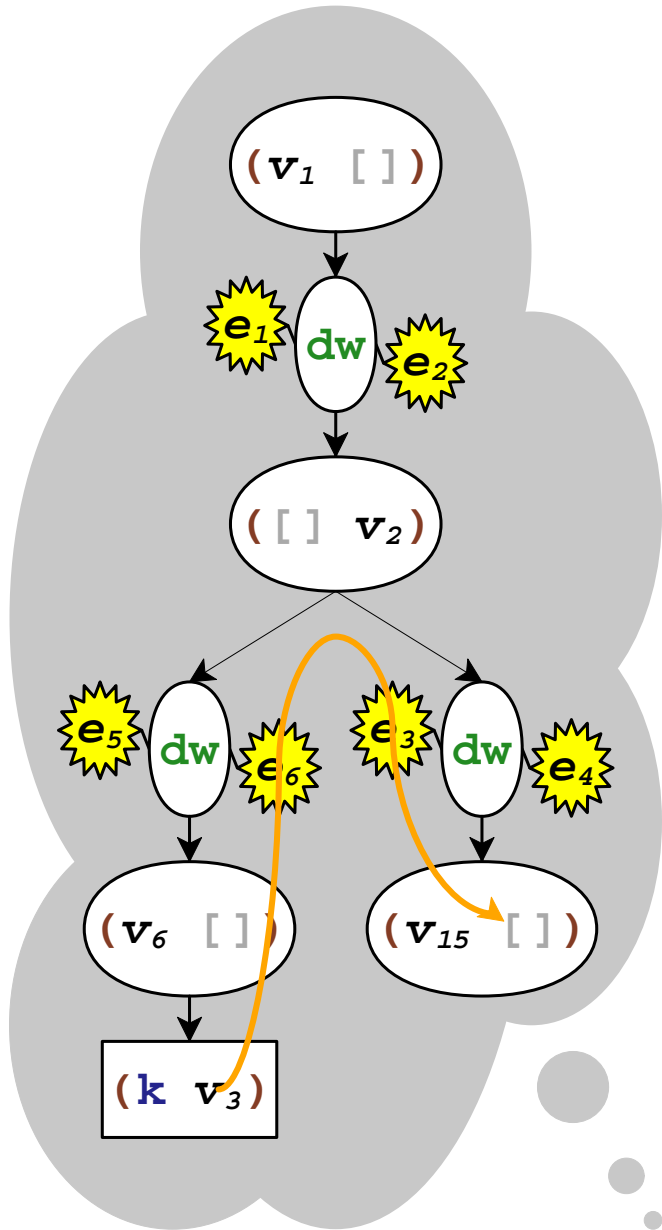 (v₁ [])
e₁ dw e₂
([] v₂)
e₅ dw e₆
e₃ dw e₄
(v₆ [])
(v₁₅ [])
(k v₃)